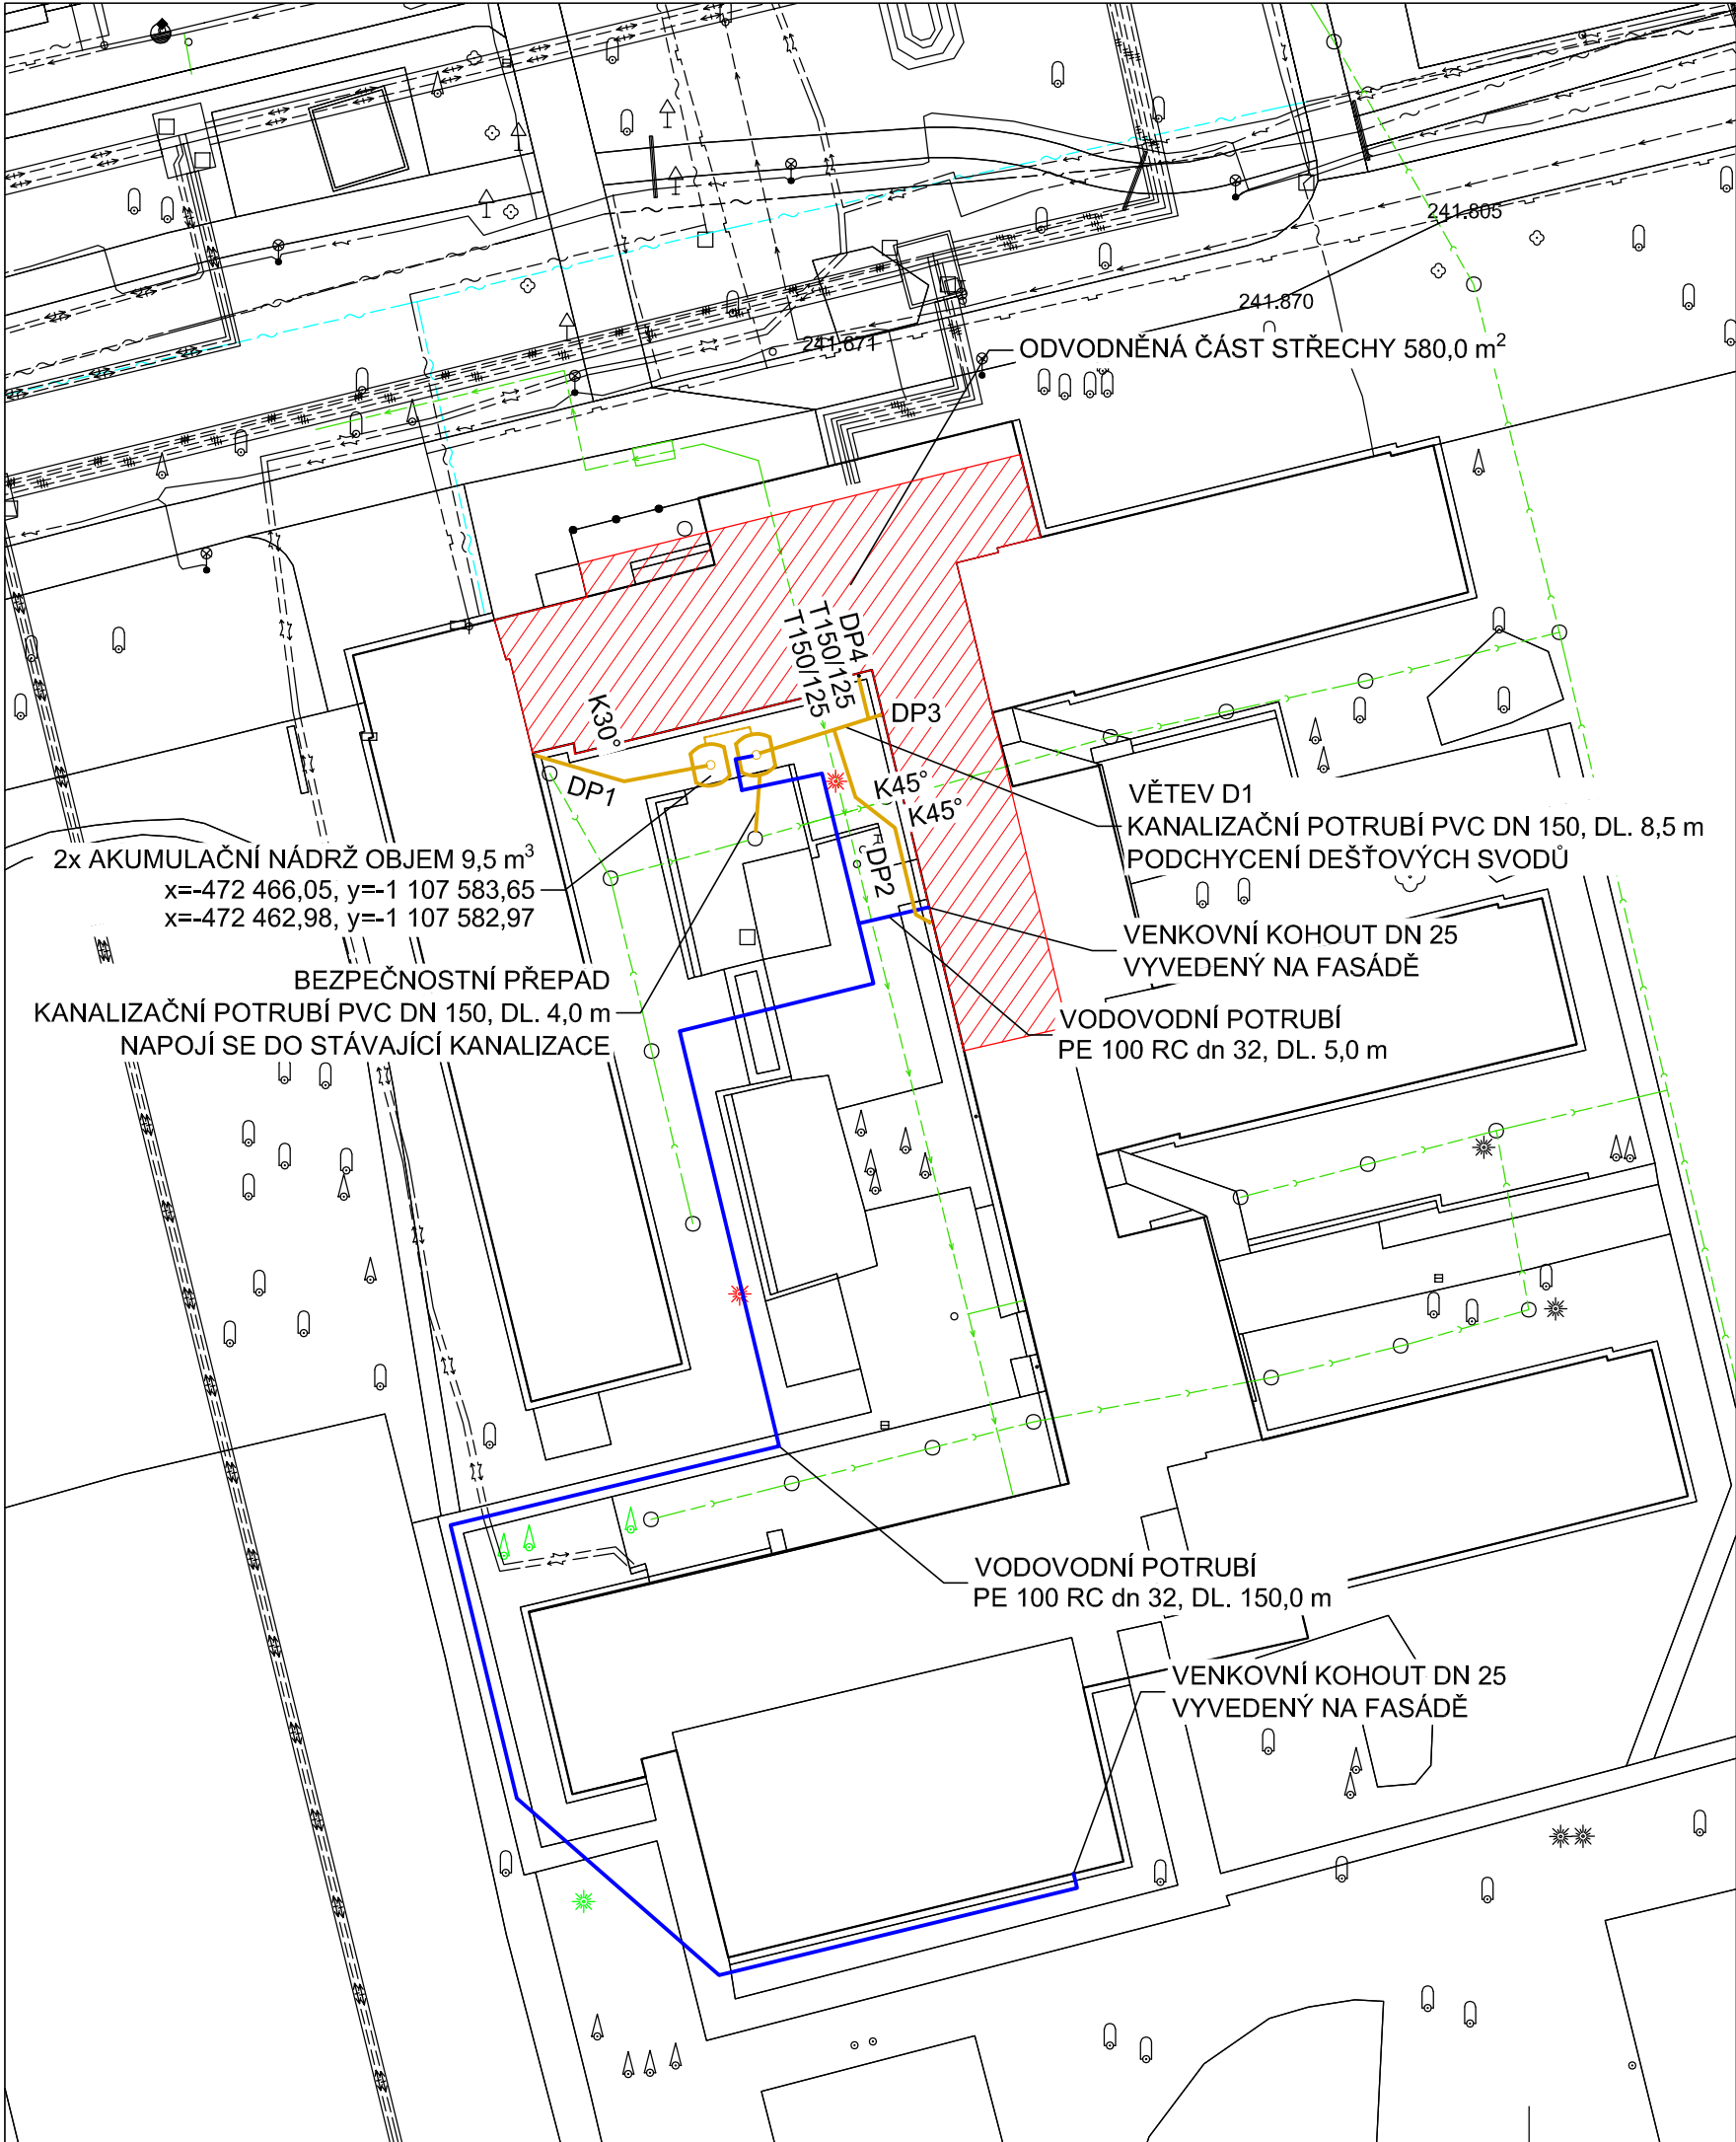 241.805
241.870
241.671
ODVODNĚNÁ ČÁST STŘECHY 580,0 m²
DP4
T150/125
T150/125
K30°
DP3
DP1
K45°
K45°
DP2
VĚTEV D1
KANALIZAČNÍ POTRUBÍ PVC DN 150, DL. 8,5 m
PODCHYCENÍ DEŠŤOVÝCH SVODŮ
2x AKUMULAČNÍ NÁDRŽ OBJEM 9,5 m³
x=-472 466,05, y=-1 107 583,65
x=-472 462,98, y=-1 107 582,97
VENKOVNÍ KOHOUT DN 25
VYVEDENÝ NA FASÁDĚ
BEZPEČNOSTNÍ PŘEPAD
KANALIZAČNÍ POTRUBÍ PVC DN 150, DL. 4,0 m
NAPOJÍ SE DO STÁVAJÍCÍ KANALIZACE
VODOVODNÍ POTRUBÍ
PE 100 RC dn 32, DL. 5,0 m
VODOVODNÍ POTRUBÍ
PE 100 RC dn 32, DL. 150,0 m
VENKOVNÍ KOHOUT DN 25
VYVEDENÝ NA FASÁDĚ